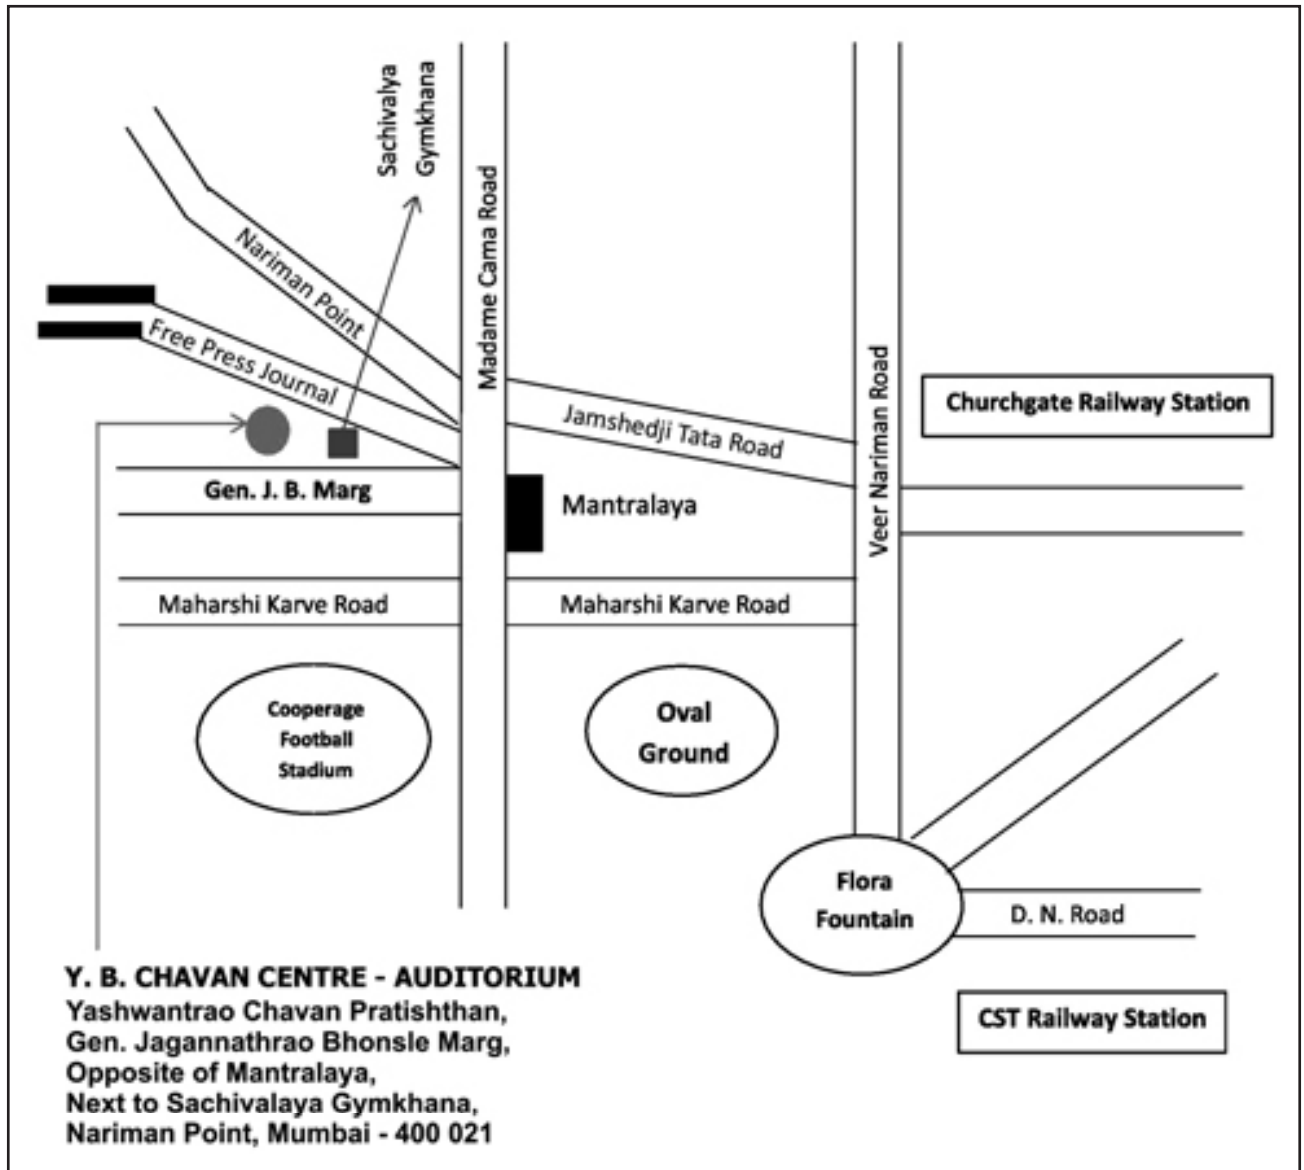 Sachivalya
Gymkhana
Madame Cama Road
Nariman Point
Free Press Journal
Veer Nariman Road
Churchgate Railway Station
Jamshedji Tata Road
Gen. J. B. Marg
Mantralaya
Maharshi Karve Road
Maharshi Karve Road
Cooperage
Football
Stadium
Oval
Ground
Flora
Fountain
D. N. Road
CST Railway Station
Y. B. CHAVAN CENTRE - AUDITORIUM
Yashwantrao Chavan Pratishthan,
Gen. Jagannathrao Bhonsle Marg,
Opposite of Mantralaya,
Next to Sachivalaya Gymkhana,
Nariman Point, Mumbai - 400 021